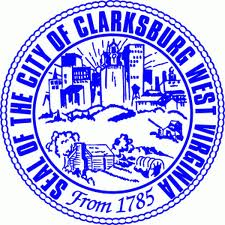 SEAL OF THE CITY OF CLARKSBURG WEST VIRGINIA
From 1785